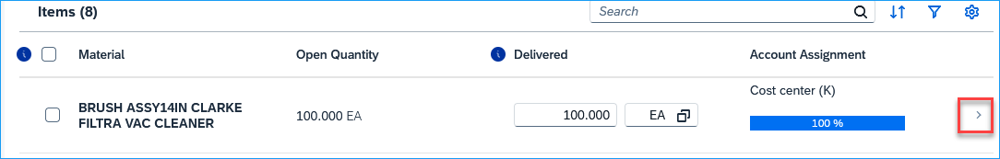 Items (8)
Search
Material
Open Quantity
Delivered
Account Assignment
BRUSH ASSY14IN CLARKE
FILTRA VAC CLEANER
100.000 EA
100.000
EA
Cost center (K)
100 %